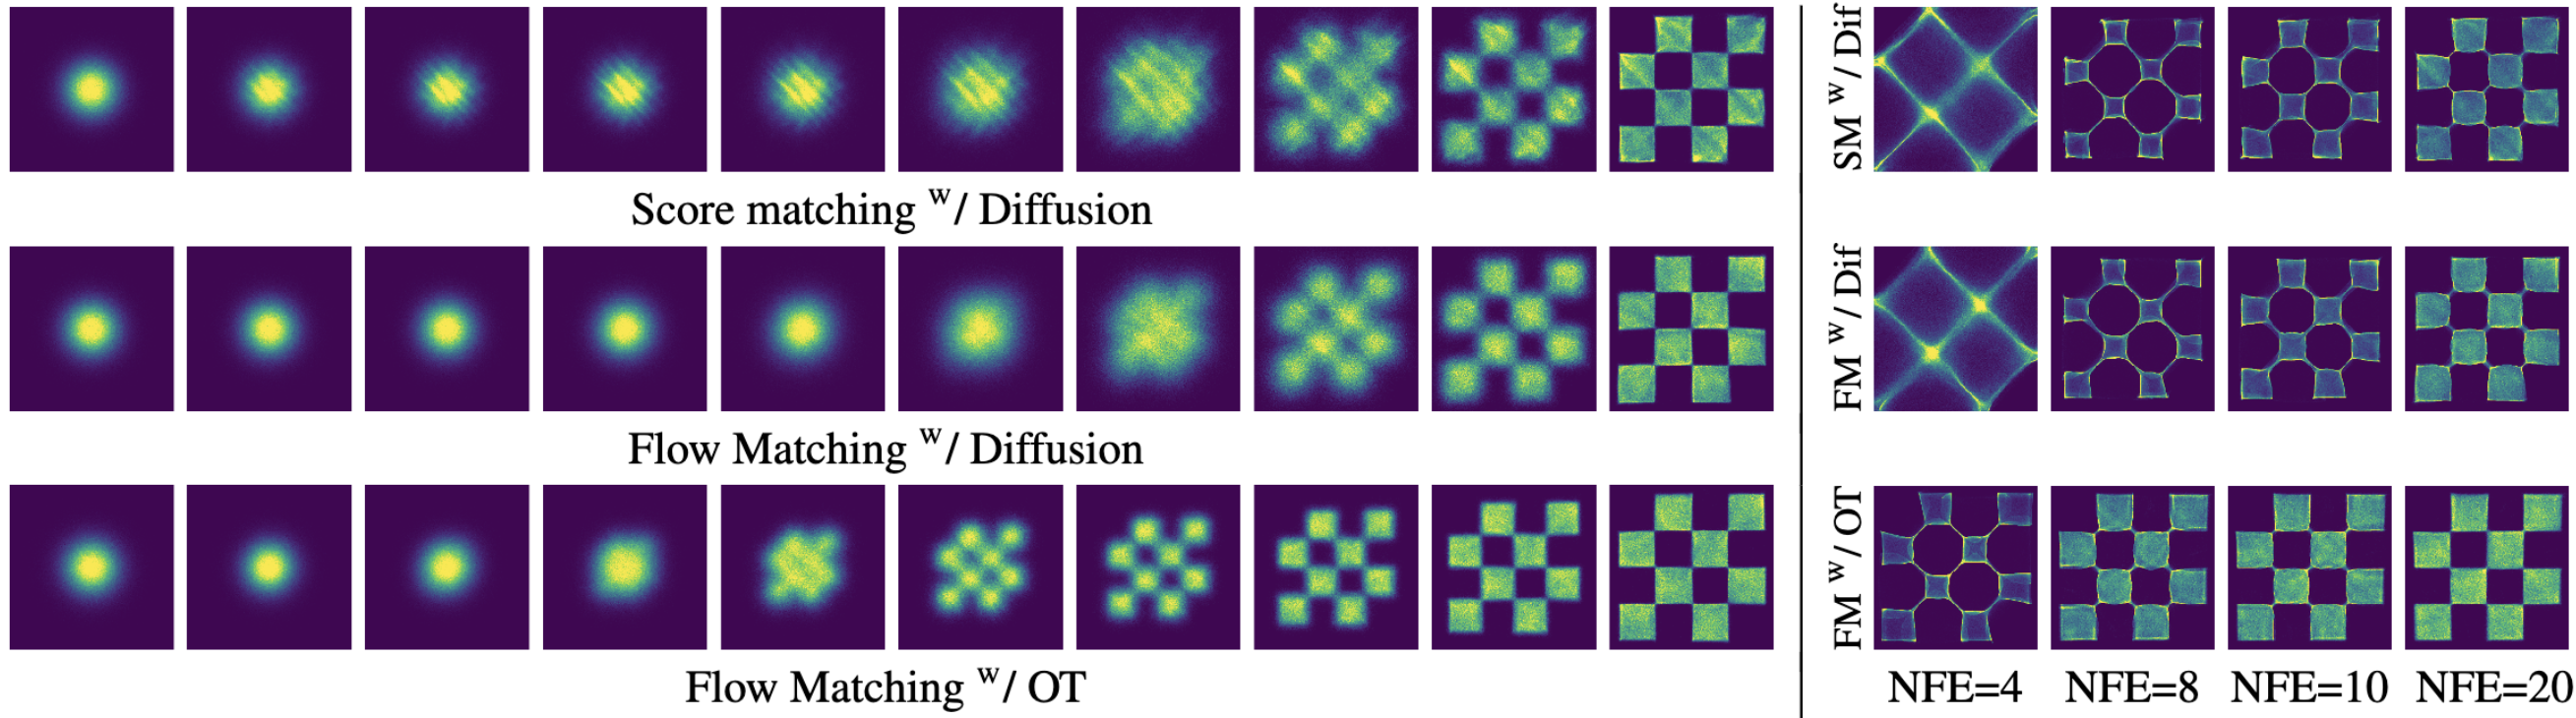 Score matching w/ Diffusion
Flow Matching w/ Diffusion
Flow Matching w/ OT
SM w/ Dif
FM w/ Dif
FM w/ OT
NFE=4 NFE=8 NFE=10 NFE=20